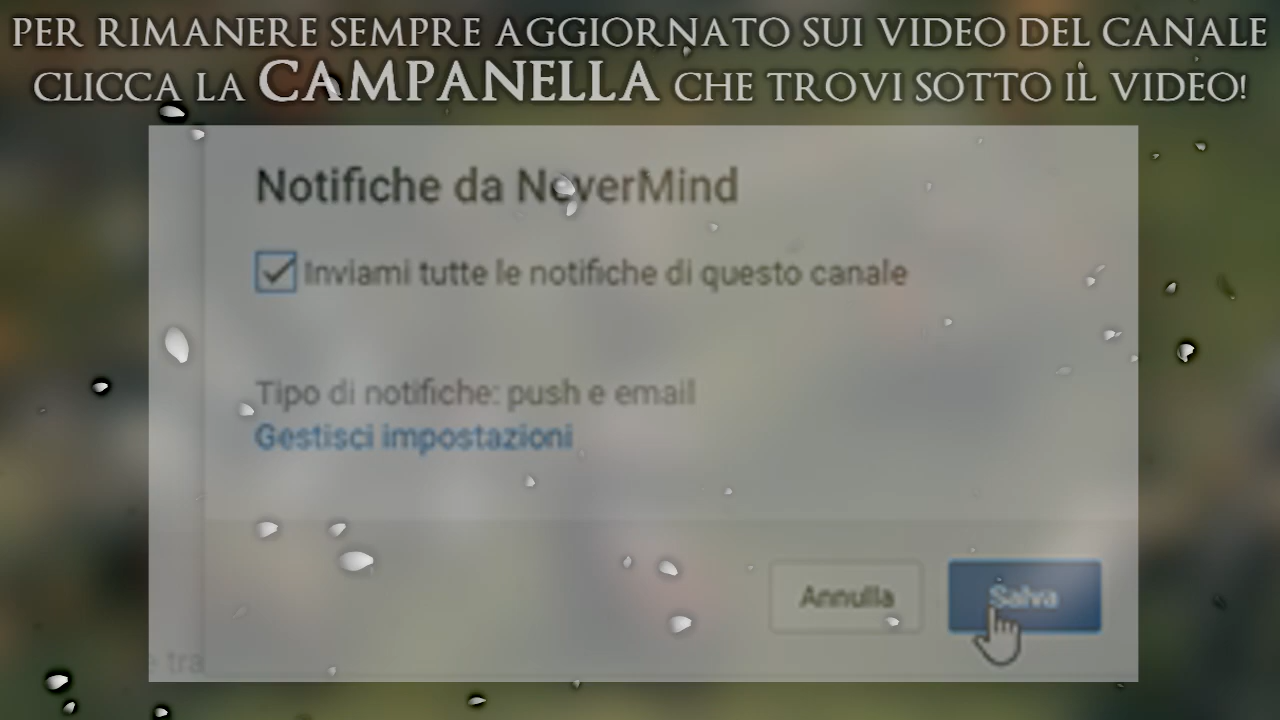 PER RIMANERE SEMPRE AGGIORNATO SUI VIDEO DEL CANALE
CLICCA LA CAMPANELLA CHE TROVI SOTTO IL VIDEO!
Notifiche da NeverMind
Inviami tutte le notifiche di questo canale
Tipo di notifiche: push e email
Gestisci impostazioni
Annulla Salva